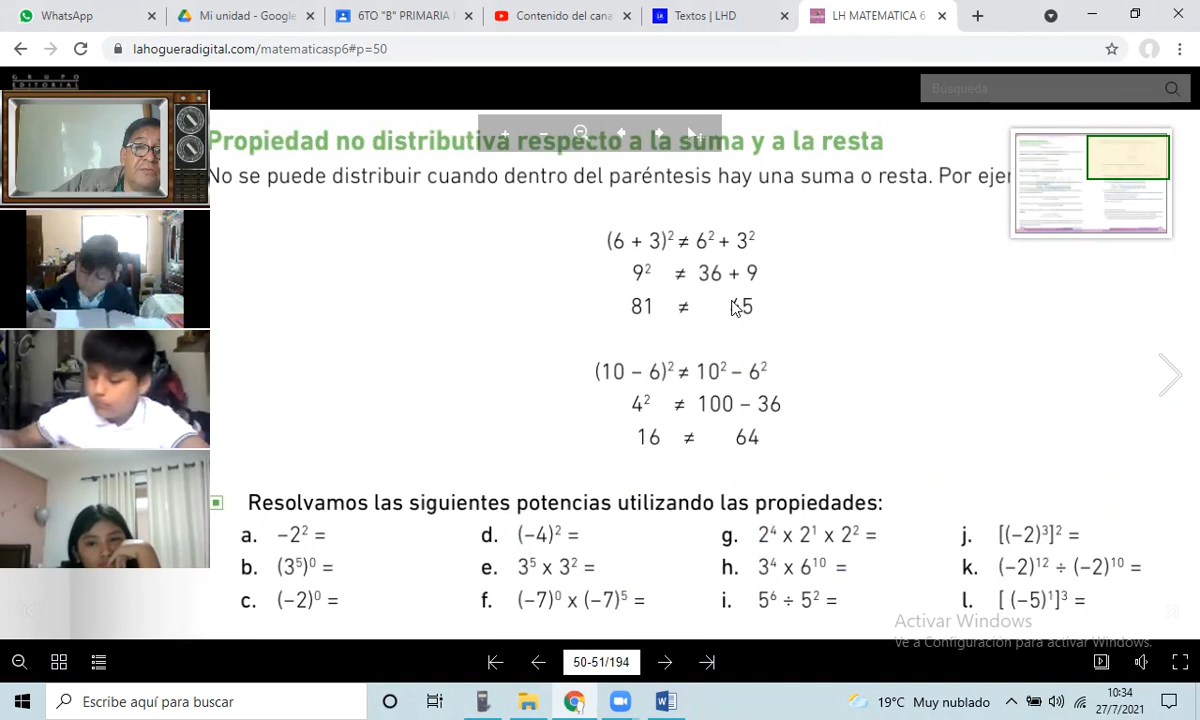 WhatsApp
Mi unidad - Google
6TO "B" PRIMARIA
Contenido del cana
Textos | LHD
LH MATEMATICA 6
lahogueradigital.com/matematicasp6#p=50
GRUPO
EDITORIAL
Búsqueda
Propiedad no distributiva respecto a la suma y a la resta
No se puede distribuir cuando dentro del paréntesis hay una suma o resta. Por ejem
(6 + 3)² ≠ 6² + 3²
9² ≠ 36 + 9
81 ≠ 45
(10 – 6)² ≠ 10² – 6²
4² ≠ 100 – 36
16 ≠ 64
Resolvamos las siguientes potencias utilizando las propiedades:
a. –2² = d. (–4)² = g. 2⁴ x 2¹ x 2² = j. [(–2)³]² =
b. (3⁵)⁰ = e. 3⁵ x 3² = h. 3⁴ x 6¹⁰ = k. (–2)¹² ÷ (–2)¹⁰ =
c. (–2)⁰ = f. (–7)⁰ x (–7)⁵ = i. 5⁶ ÷ 5² = l. [ (–5)¹]³ =
Activar Windows
Ve a Configuración para activar Windows.
50-51/194
Escribe aquí para buscar
19°C Muy nublado
10:34
27/7/2021